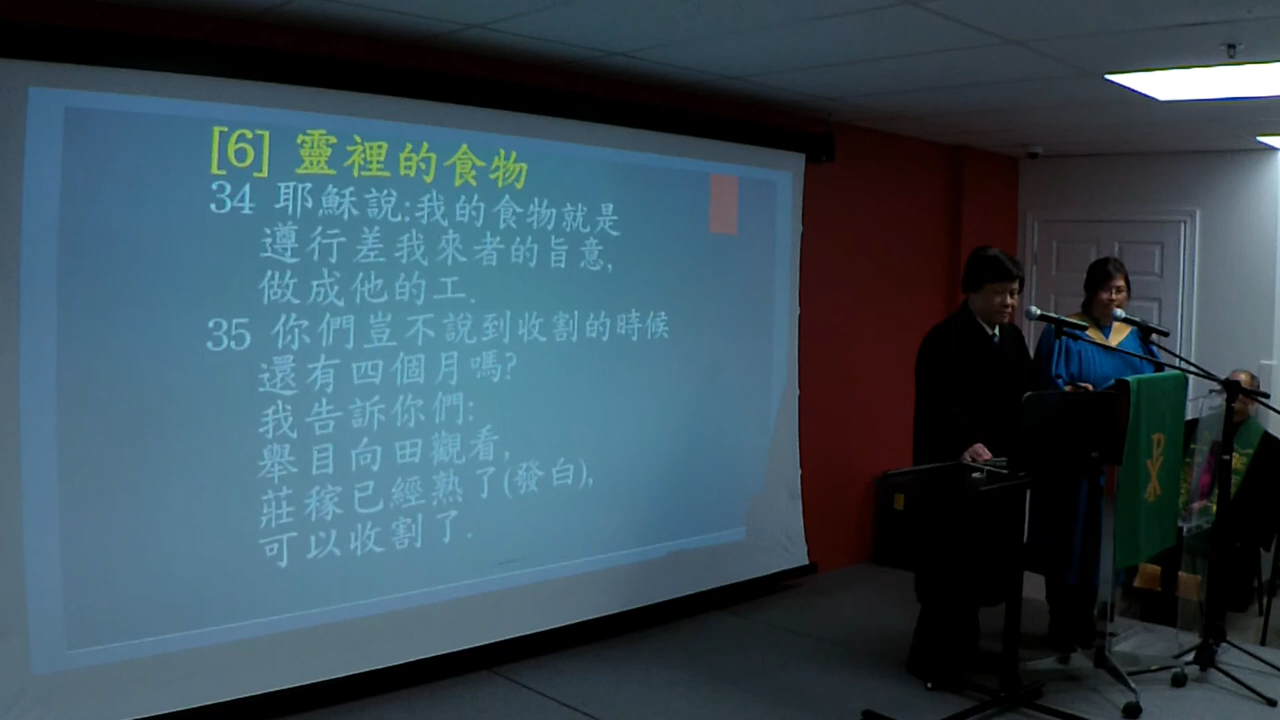 [6] 靈裡的食物
34 耶穌說:我的食物就是
遵行差我來者的旨意,
做成他的工.
35 你們豈不說到收割的時候
還有四個月嗎?
我告訴你們:
舉目向田觀看,
莊稼已經熟了(發白),
可以收割了.